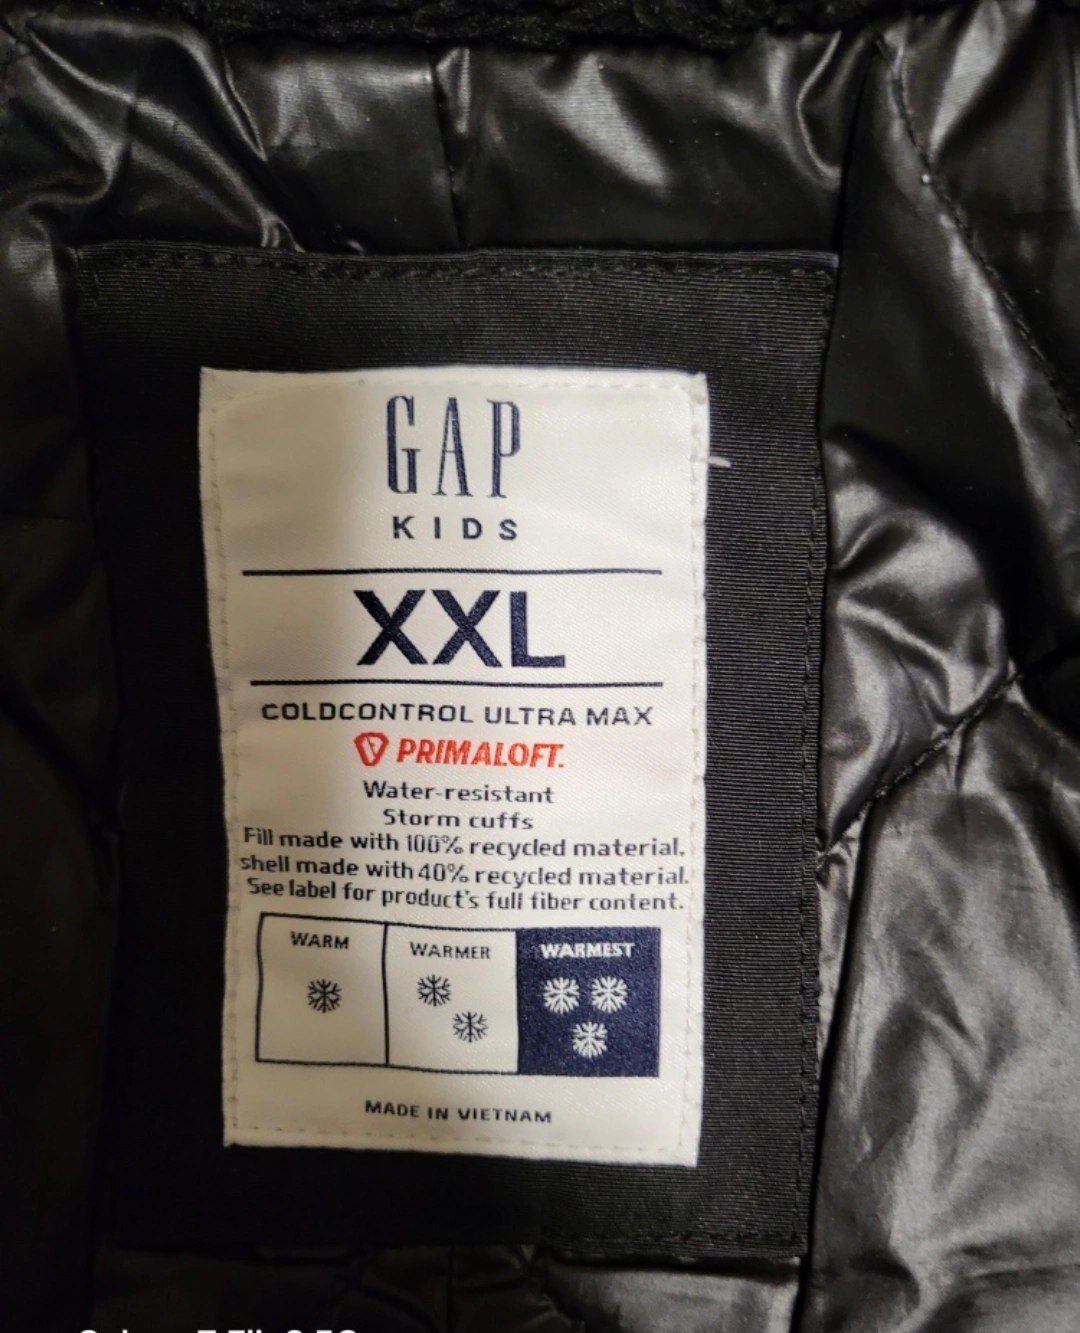 GAP
KIDS
XXL
COLDCONTROL ULTRA MAX
PRIMALOFT.
Water-resistant
Storm cuffs
Fill made with 100% recycled material.
shell made with 40% recycled material.
See label for product's full fiber content.
WARM
WARMER
WARMEST
MADE IN VIETNAM